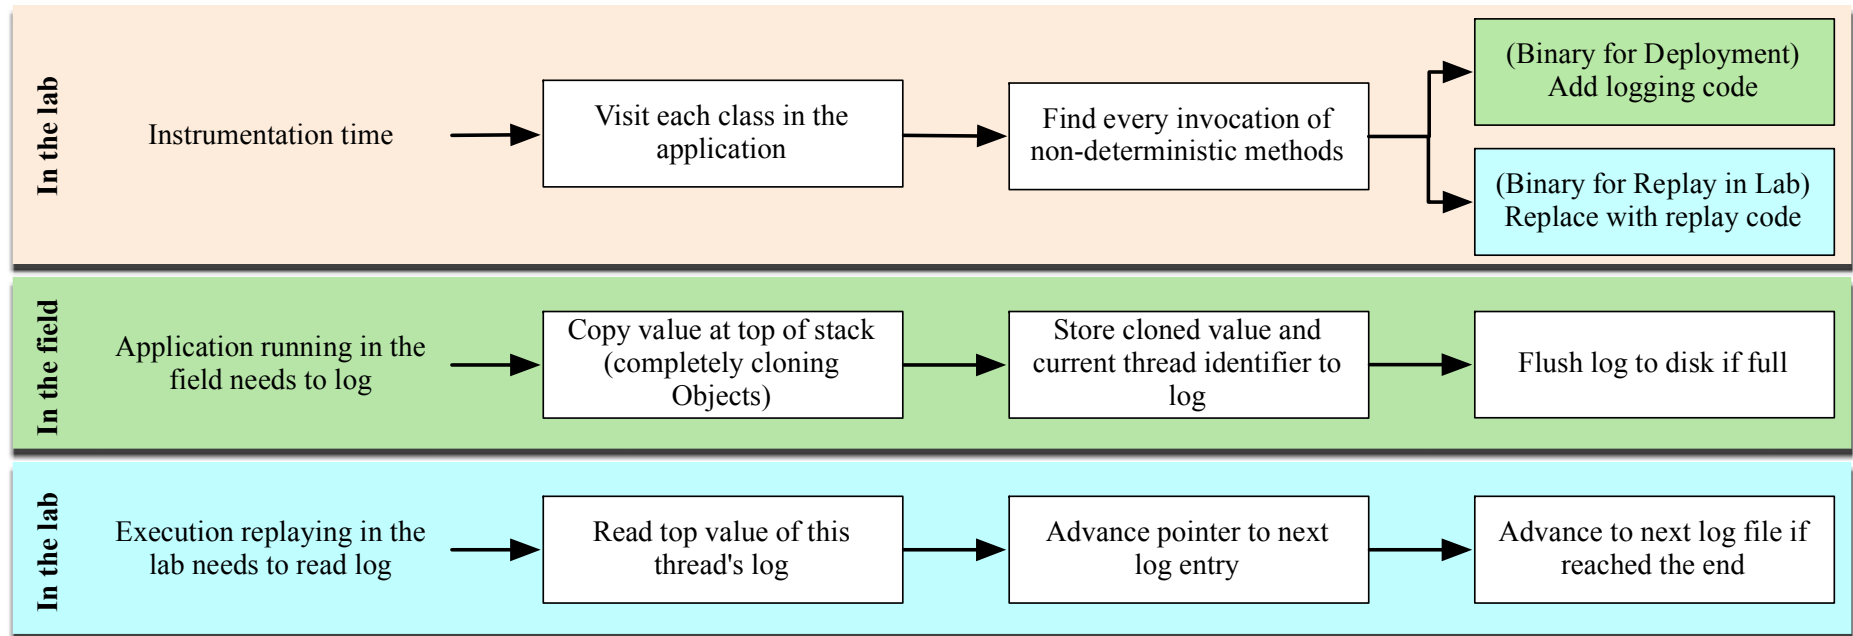 In the lab
Instrumentation time
Visit each class in the
application
Find every invocation of
non-deterministic methods
(Binary for Deployment)
Add logging code
(Binary for Replay in Lab)
Replace with replay code
In the field
Application running in the
field needs to log
Copy value at top of stack
(completely cloning
Objects)
Store cloned value and
current thread identifier to
log
Flush log to disk if full
In the lab
Execution replaying in the
lab needs to read log
Read top value of this
thread's log
Advance pointer to next
log entry
Advance to next log file if
reached the end